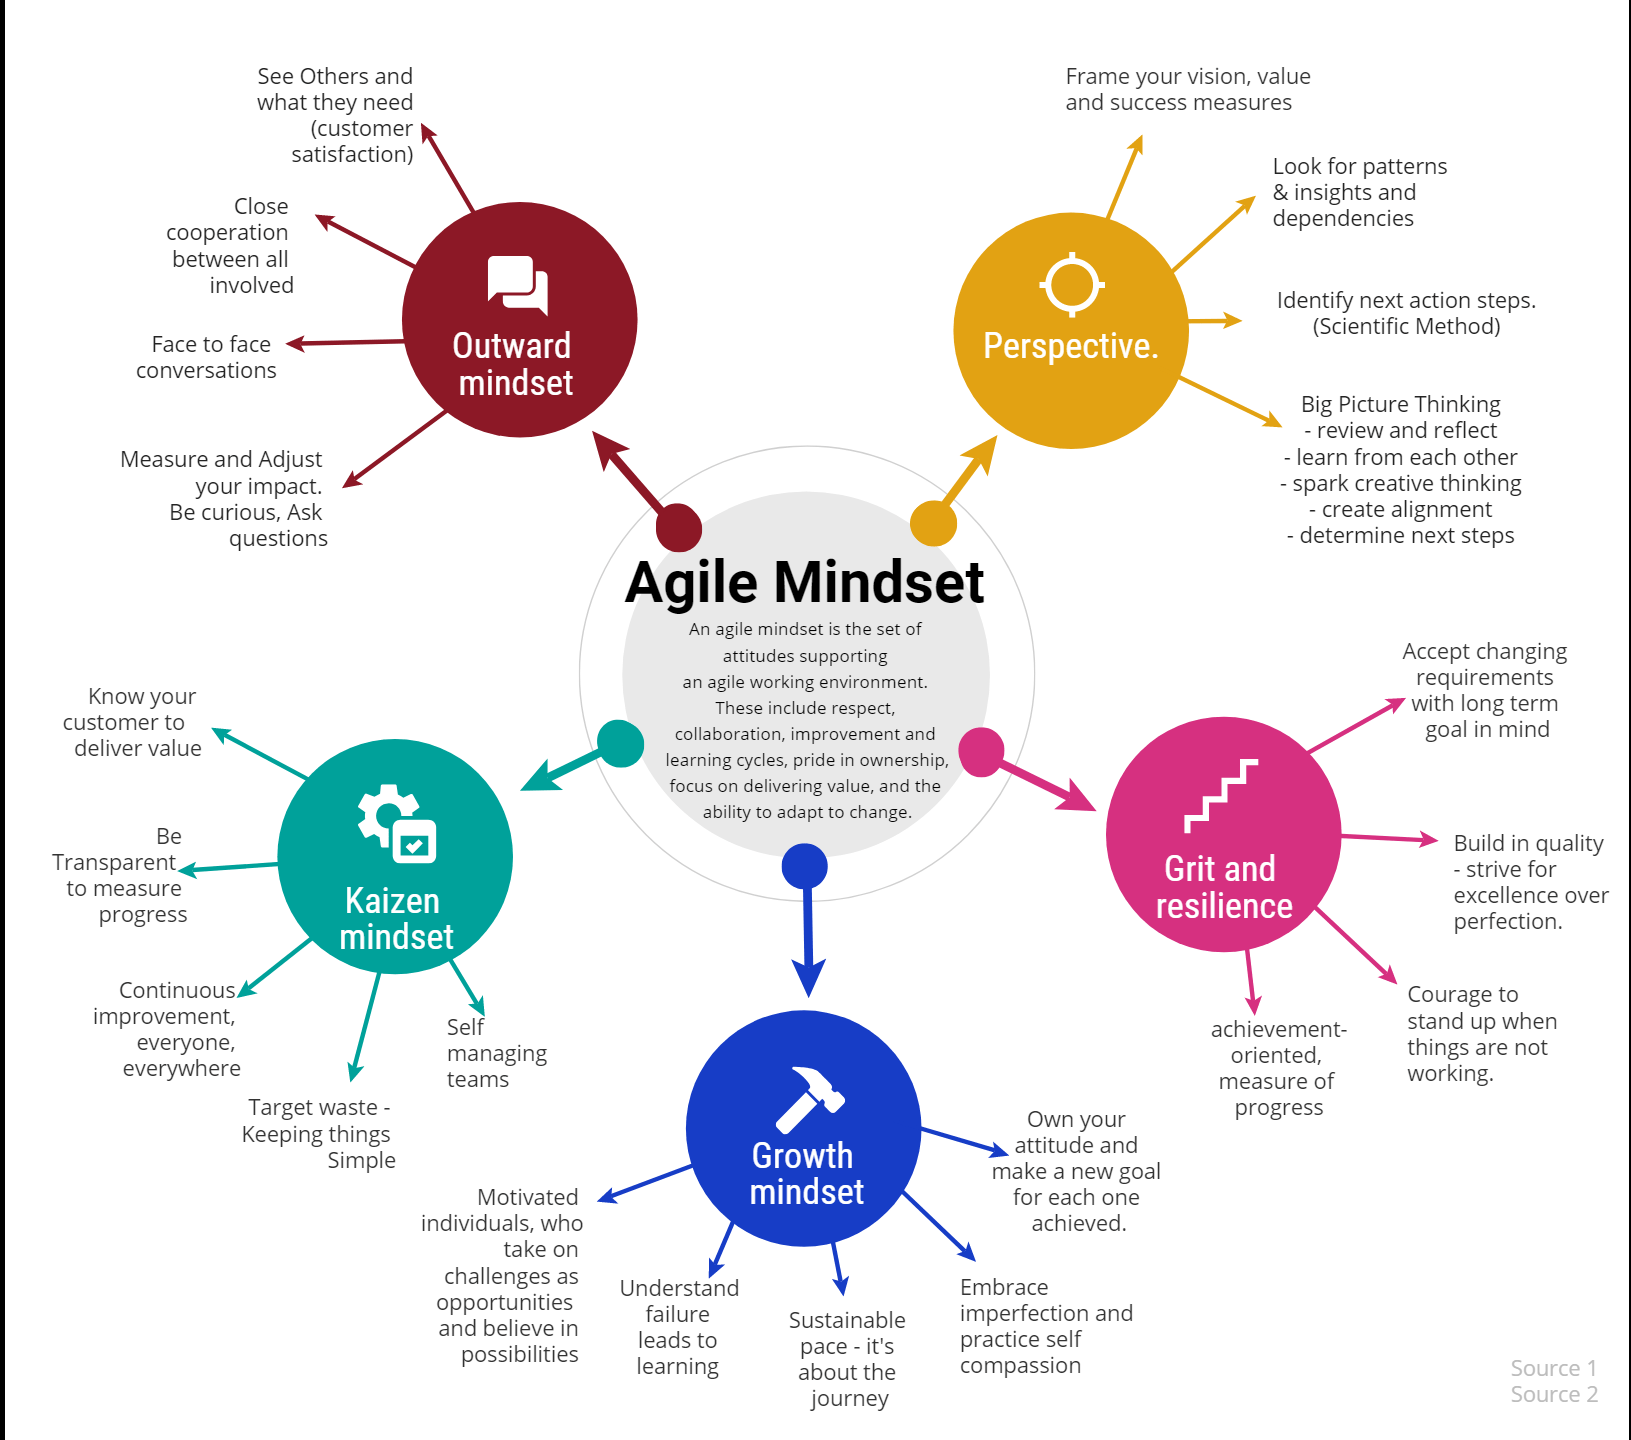 See Others and
what they need
(customer
satisfaction)
Close
cooperation
between all
involved
Face to face
conversations
Measure and Adjust
your impact.
Be curious, Ask
questions
Outward
mindset
Frame your vision, value
and success measures
Look for patterns
& insights and
dependencies
Identify next action steps.
(Scientific Method)
Big Picture Thinking
- review and reflect
- learn from each other
- spark creative thinking
- create alignment
- determine next steps
Perspective.
Agile Mindset
An agile mindset is the set of
attitudes supporting
an agile working environment.
These include respect,
collaboration, improvement and
learning cycles, pride in ownership,
focus on delivering value, and the
ability to adapt to change.
Know your
customer to
deliver value
Be
Transparent
to measure
progress
Continuous
improvement,
everyone,
everywhere
Target waste -
Keeping things
Simple
Self
managing
teams
Kaizen
mindset
Accept changing
requirements
with long term
goal in mind
Build in quality
- strive for
excellence over
perfection.
Courage to
stand up when
things are not
working.
achievement-
oriented,
measure of
progress
Grit and
resilience
Growth
mindset
Motivated
individuals, who
take on
challenges as
opportunities
and believe in
possibilities
Understand
failure
leads to
learning
Sustainable
pace - it's
about the
journey
Embrace
imperfection and
practice self
compassion
Own your
attitude and
make a new goal
for each one
achieved.
Source 1
Source 2